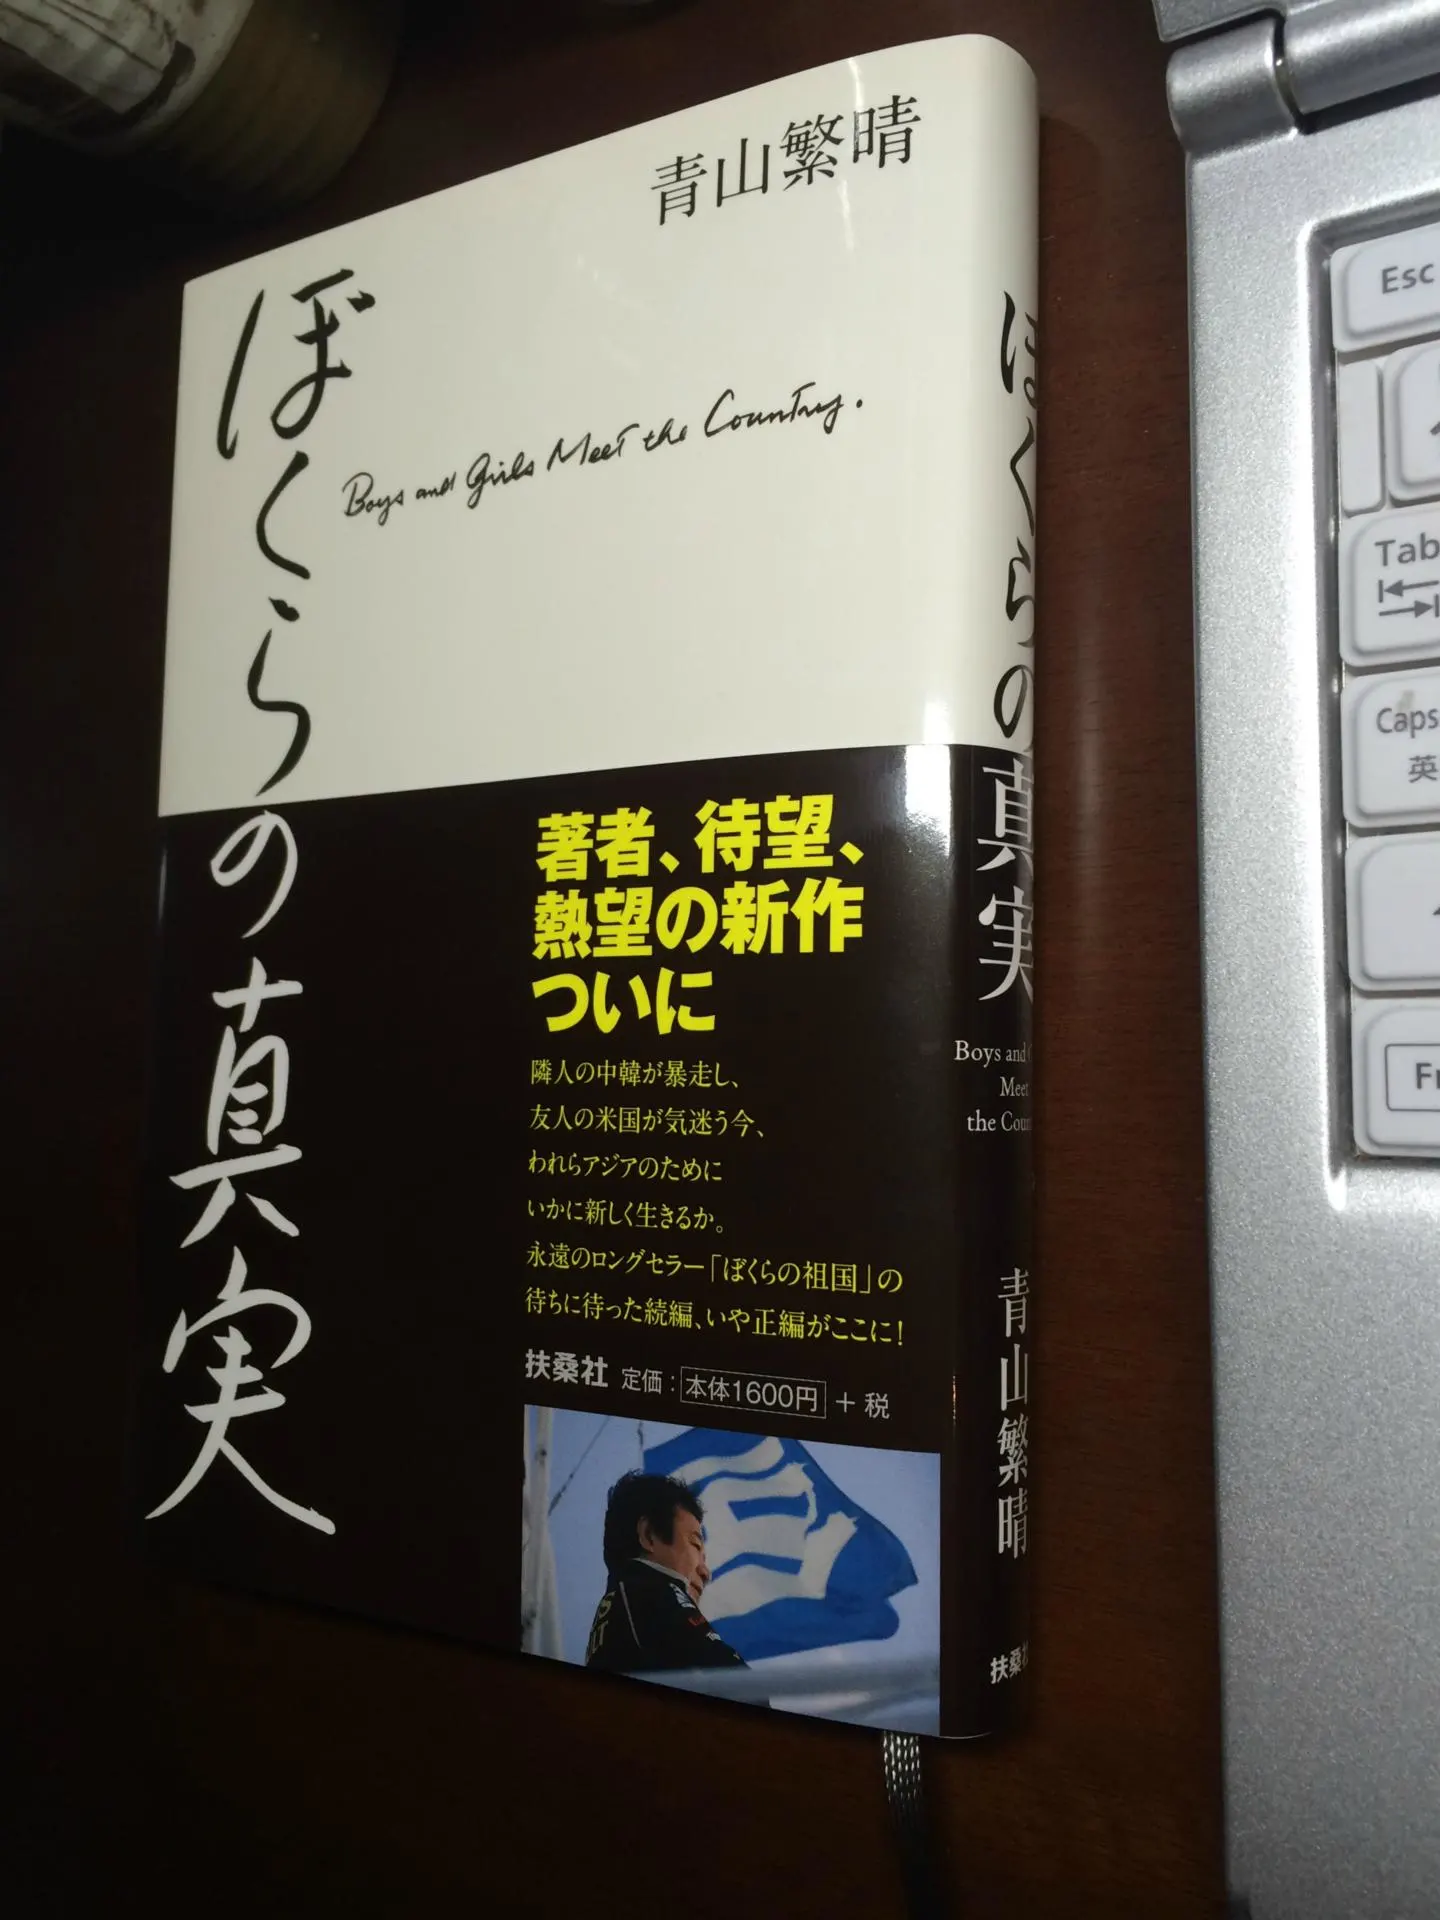 青山繁晴
ぼくらの真実
Boys and Girls Meet the Country.
著者、待望、
熱望の新作
ついに
隣人の中韓が暴走し、
友人の米国が気迷う今、
われらアジアのために
いかに新しく生きるか。
永遠のロングセラー「ぼくらの祖国」の
待ちに待った続編、いや正編がここに!
扶桑社 定価:本体1600円+税
ぼくらの真実
Boys and
Meet
the
青山繁晴
扶桑社
Esc
Tab
Caps
英